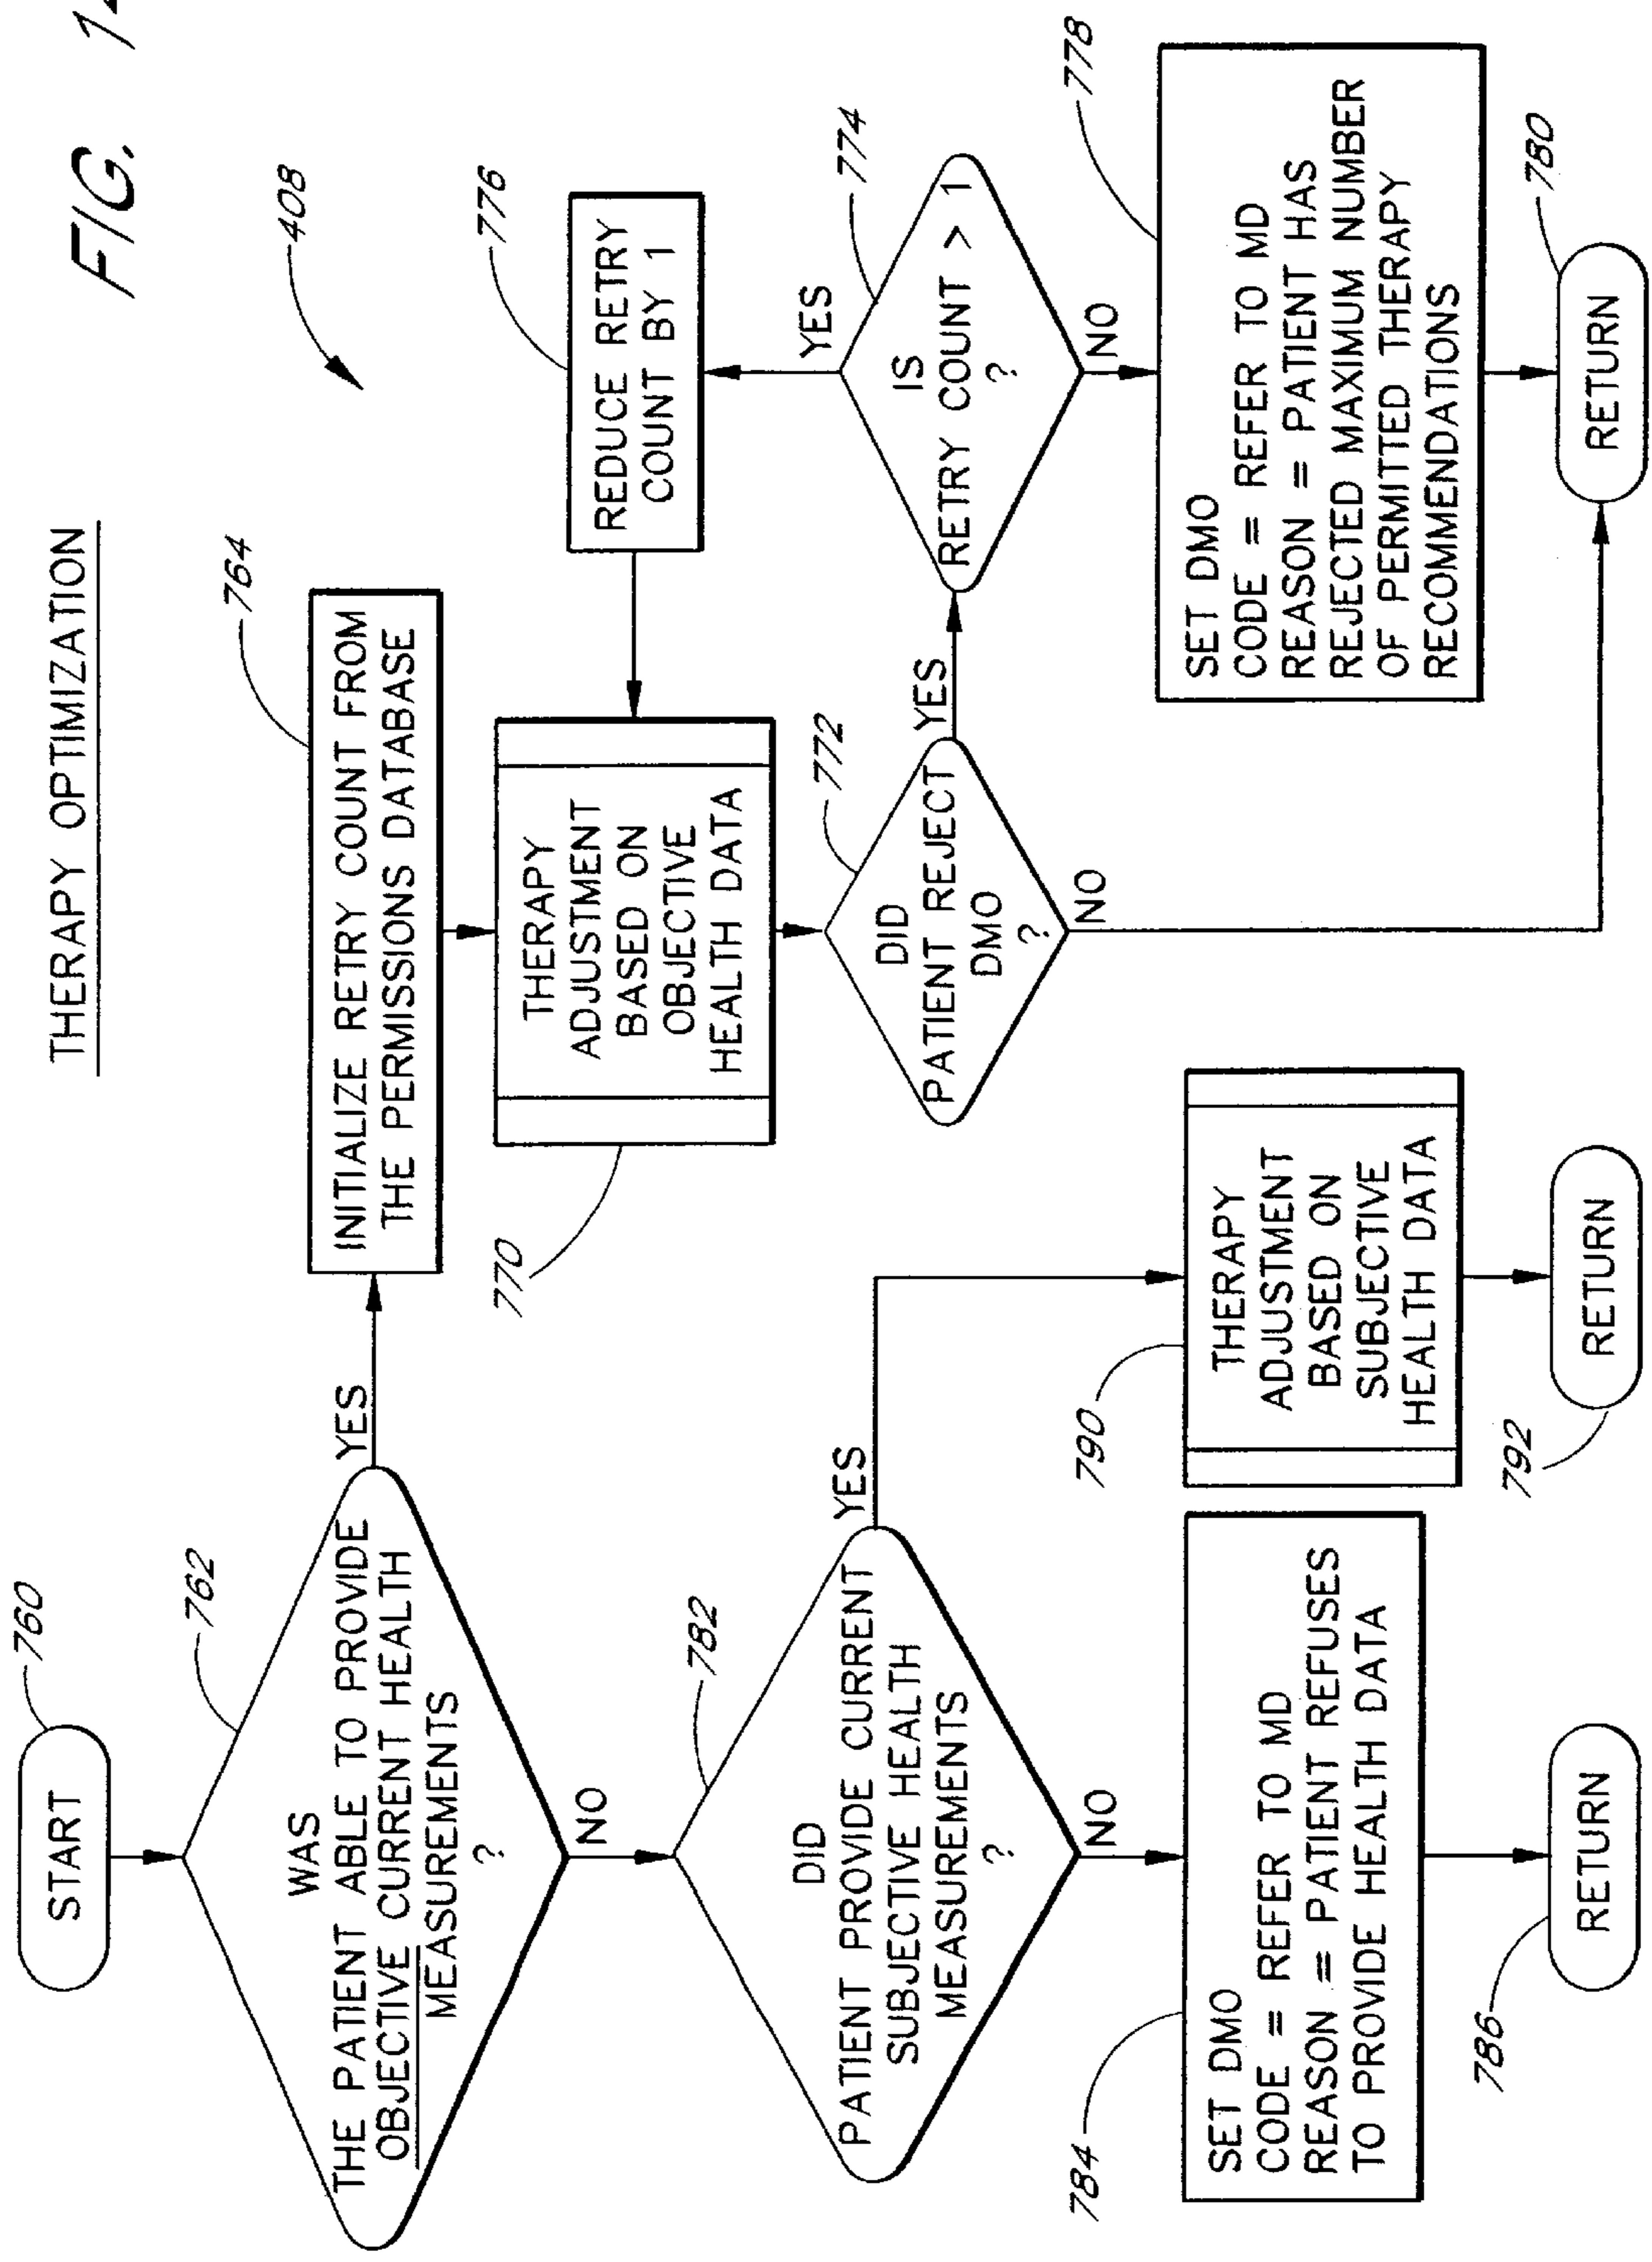 THERAPY OPTIMIZATION
FIG.
408
START
760
WAS
THE PATIENT ABLE TO PROVIDE
OBJECTIVE CURRENT HEALTH
MEASUREMENTS
?
762
YES
NO
INITIALIZE RETRY COUNT FROM
THE PERMISSIONS DATABASE
764
THERAPY
ADJUSTMENT
BASED ON
OBJECTIVE
HEALTH DATA
770
REDUCE RETRY
COUNT BY 1
776
DID
PATIENT REJECT
DMO
?
772
YES
NO
IS
RETRY COUNT > 1
?
774
YES
NO
SET DMO
CODE = REFER TO MD
REASON = PATIENT HAS
REJECTED MAXIMUM NUMBER
OF PERMITTED THERAPY
RECOMMENDATIONS
778
RETURN
780
DID
PATIENT PROVIDE CURRENT
SUBJECTIVE HEALTH
MEASUREMENTS
?
782
YES
NO
SET DMO
CODE = REFER TO MD
REASON = PATIENT REFUSES
TO PROVIDE HEALTH DATA
784
RETURN
786
THERAPY
ADJUSTMENT
BASED ON
SUBJECTIVE
HEALTH DATA
790
RETURN
792